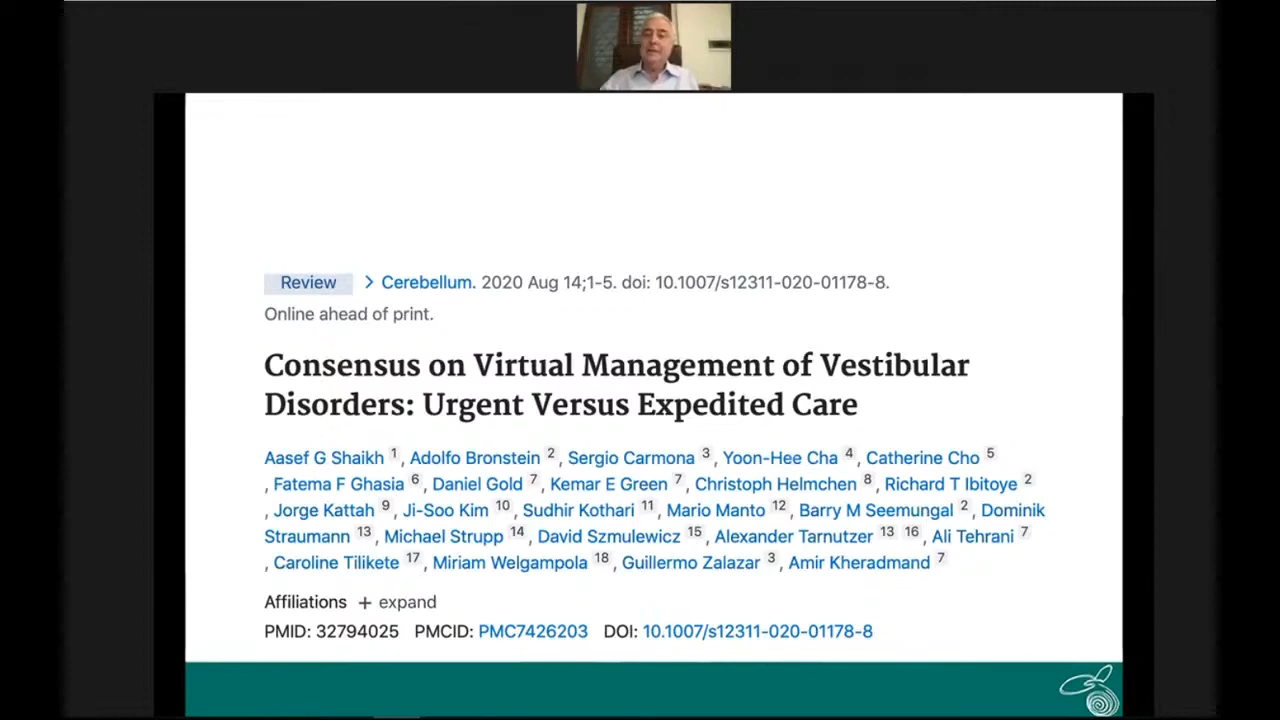 Review > Cerebellum. 2020 Aug 14;1-5. doi: 10.1007/s12311-020-01178-8.
Online ahead of print.
Consensus on Virtual Management of Vestibular
Disorders: Urgent Versus Expedited Care
Aasef G Shaikh 1, Adolfo Bronstein 2, Sergio Carmona 3, Yoon-Hee Cha 4, Catherine Cho 5
, Fatema F Ghasia 6, Daniel Gold 7, Kemar E Green 7, Christoph Helmchen 8, Richard T Ibitoye 2
, Jorge Kattah 9, Ji-Soo Kim 10, Sudhir Kothari 11, Mario Manto 12, Barry M Seemungal 2, Dominik
Straumann 13, Michael Strupp 14, David Szmulewicz 15, Alexander Tarnutzer 13 16, Ali Tehrani 7
, Caroline Tilikete 17, Miriam Welgampola 18, Guillermo Zalazar 3, Amir Kheradmand 7
Affiliations + expand
PMID: 32794025 PMCID: PMC7426203 DOI: 10.1007/s12311-020-01178-8